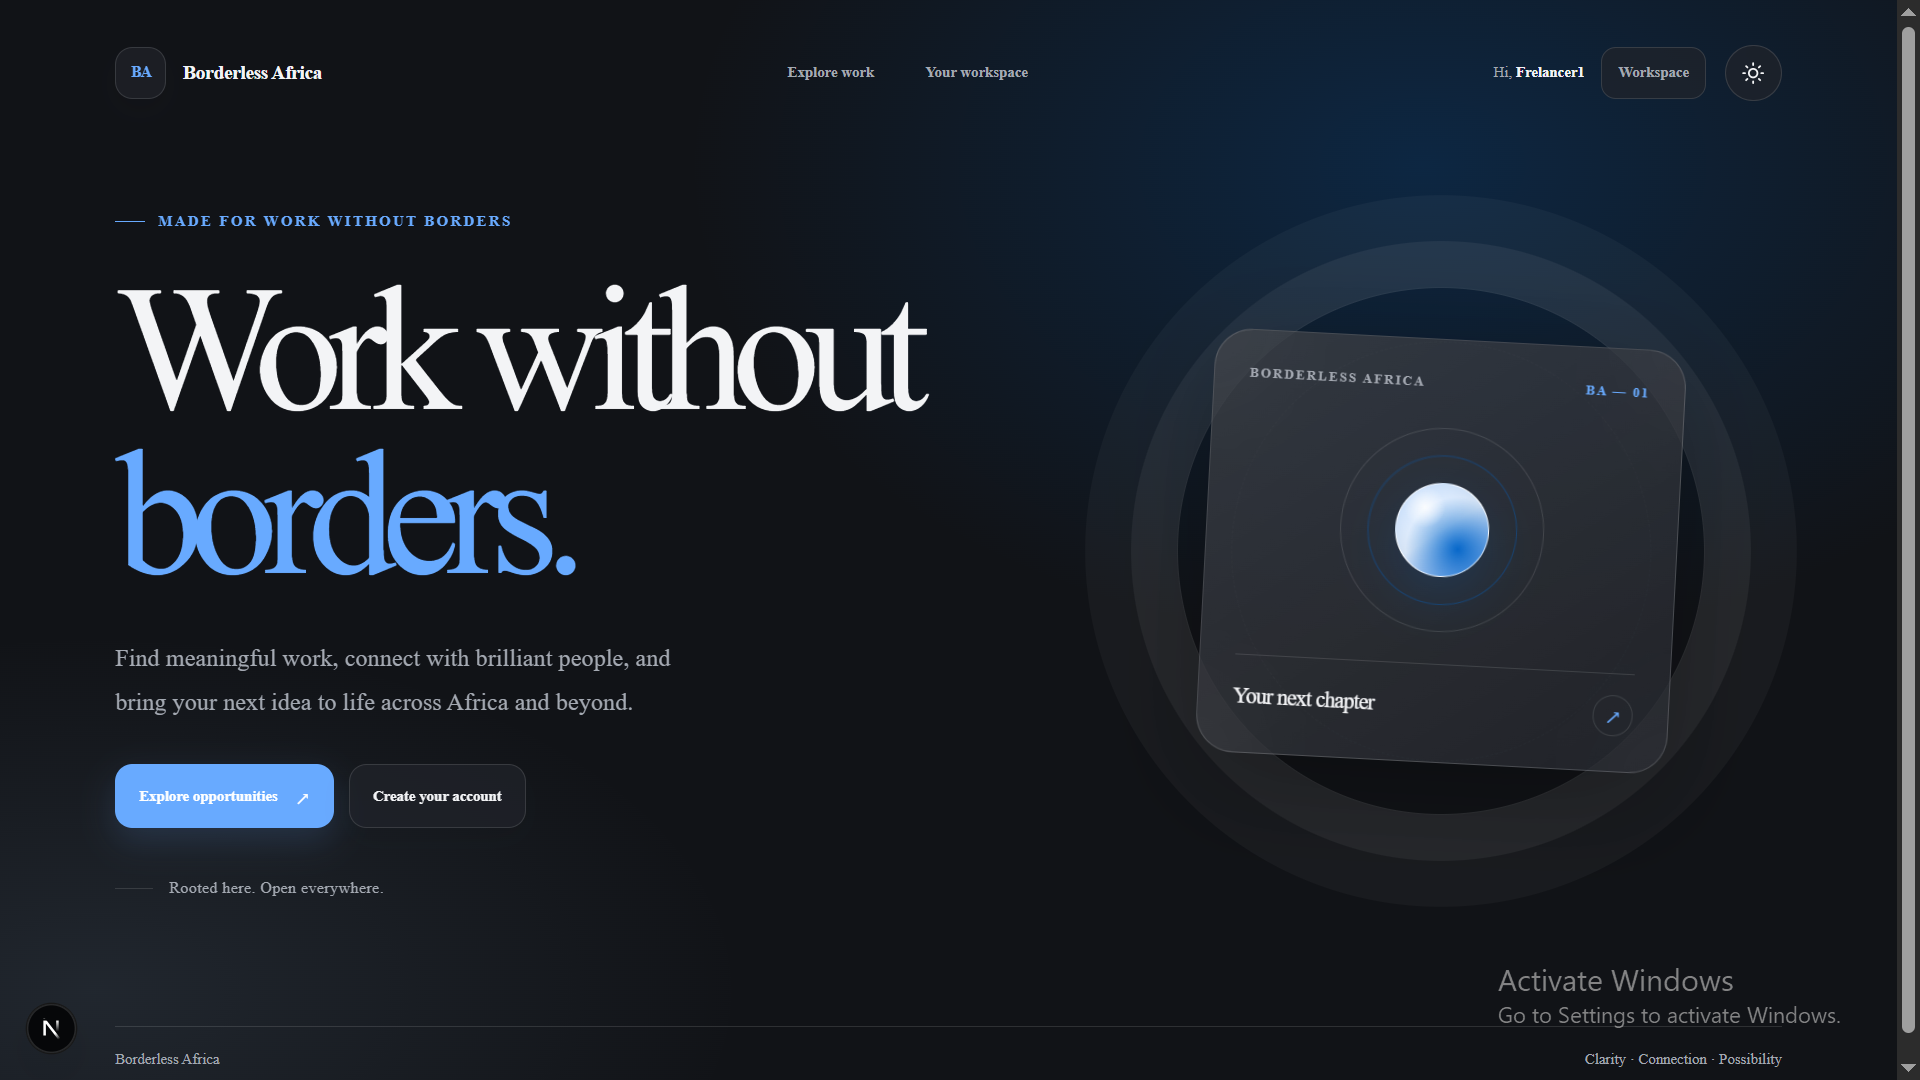 BA
Borderless Africa
Explore work
Your workspace
Hi, Frelancer1
Workspace
MADE FOR WORK WITHOUT BORDERS
Work without
borders.
Find meaningful work, connect with brilliant people, and
bring your next idea to life across Africa and beyond.
Explore opportunities ↗
Create your account
Rooted here. Open everywhere.
BORDERLESS AFRICA
BA — 01
Your next chapter
↗
Activate Windows
Go to Settings to activate Windows.
N
Borderless Africa
Clarity · Connection · Possibility